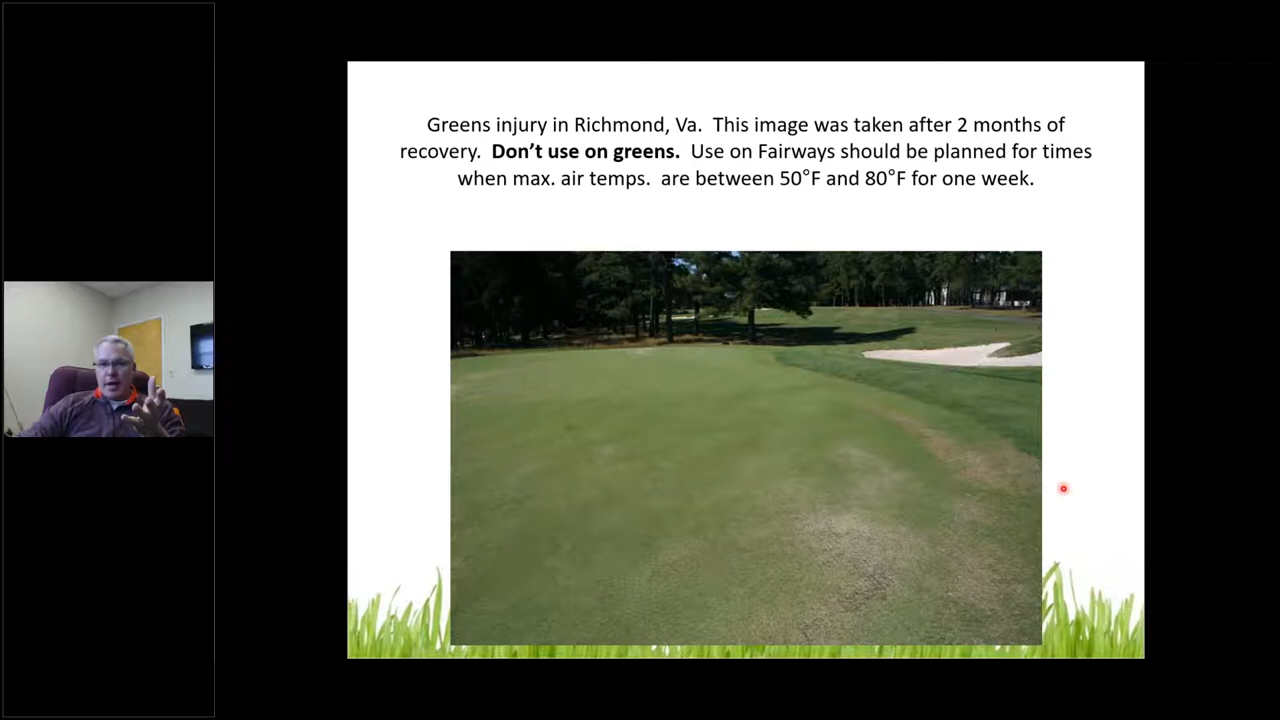 Greens injury in Richmond, Va.  This image was taken after 2 months of
recovery.  Don’t use on greens.  Use on Fairways should be planned for times
when max. air temps.  are between 50°F and 80°F for one week.